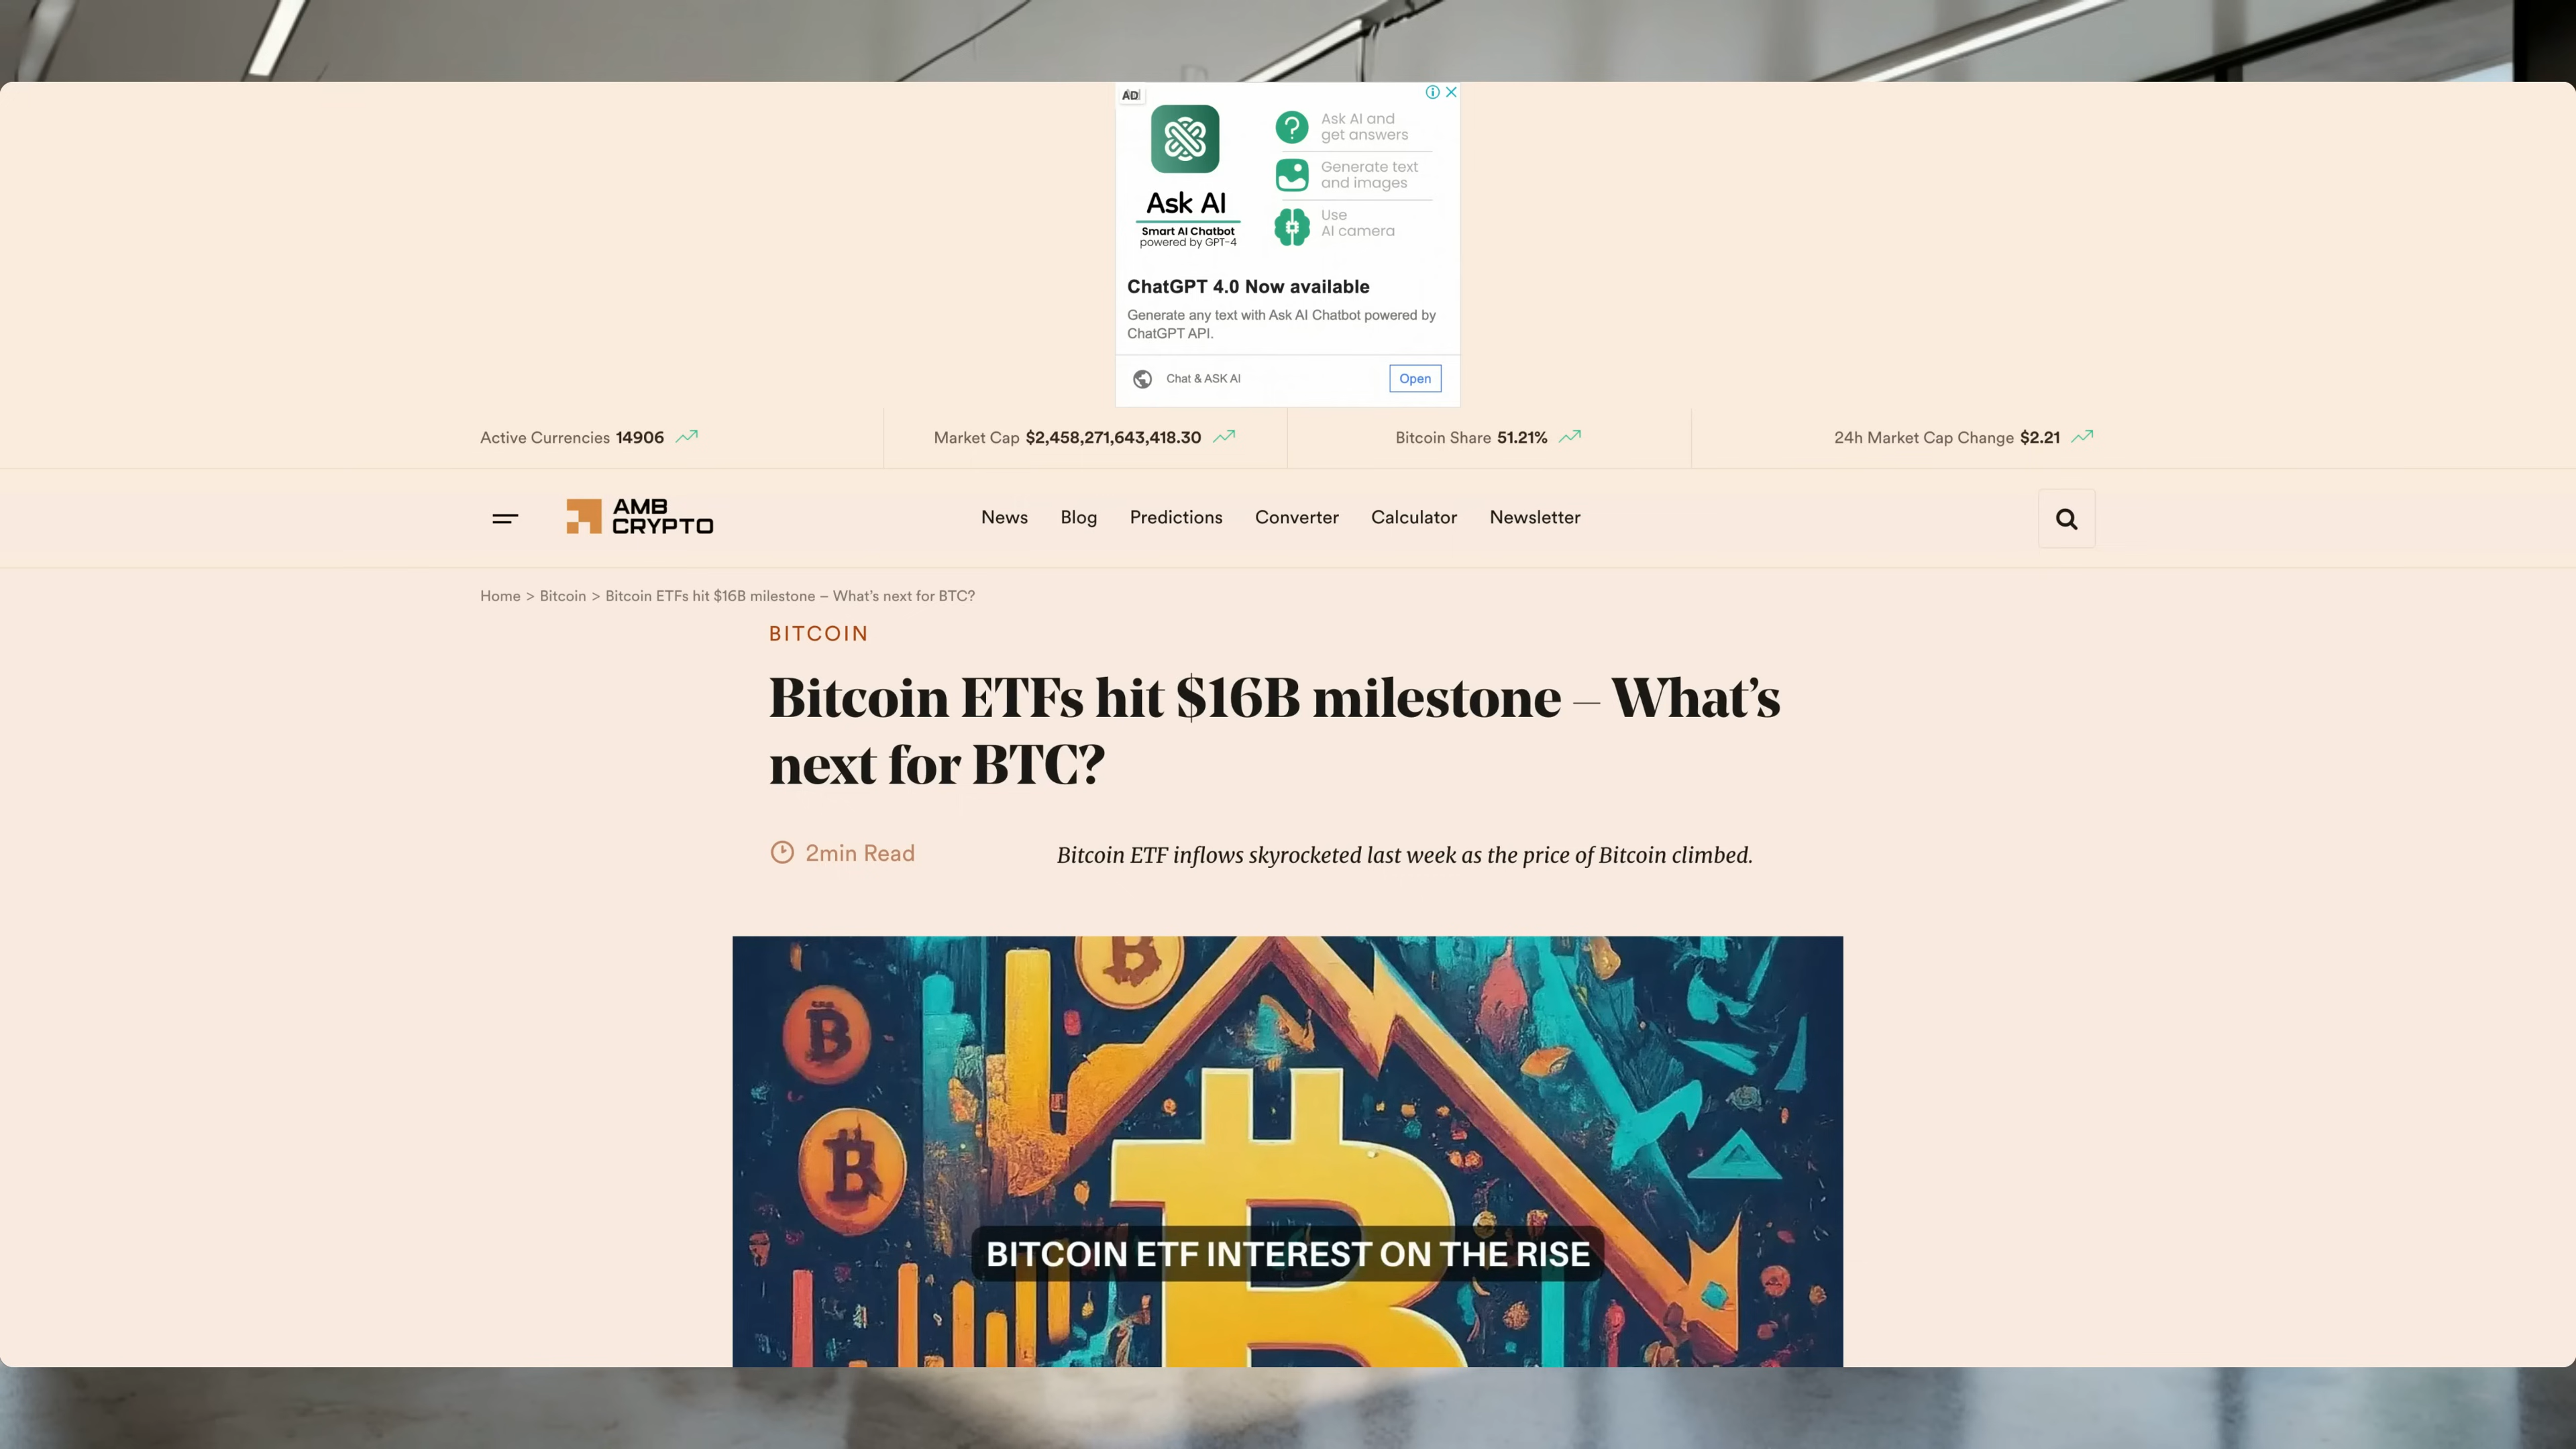 AD
Ask AI
Smart AI Chatbot
powered by GPT-4
Ask AI and
get answers
Generate text
and images
Use
AI camera
ChatGPT 4.0 Now available
Generate any text with Ask AI Chatbot powered by
ChatGPT API.
Chat & ASK AI
Open
Active Currencies 14906
Market Cap $2,458,271,643,418.30
Bitcoin Share 51.21%
24h Market Cap Change $2.21
AMB
CRYPTO
News Blog Predictions Converter Calculator Newsletter
Home > Bitcoin > Bitcoin ETFs hit $16B milestone – What's next for BTC?
BITCOIN
Bitcoin ETFs hit $16B milestone – What's
next for BTC?
2min Read
Bitcoin ETF inflows skyrocketed last week as the price of Bitcoin climbed.
BITCOIN ETF INTEREST ON THE RISE